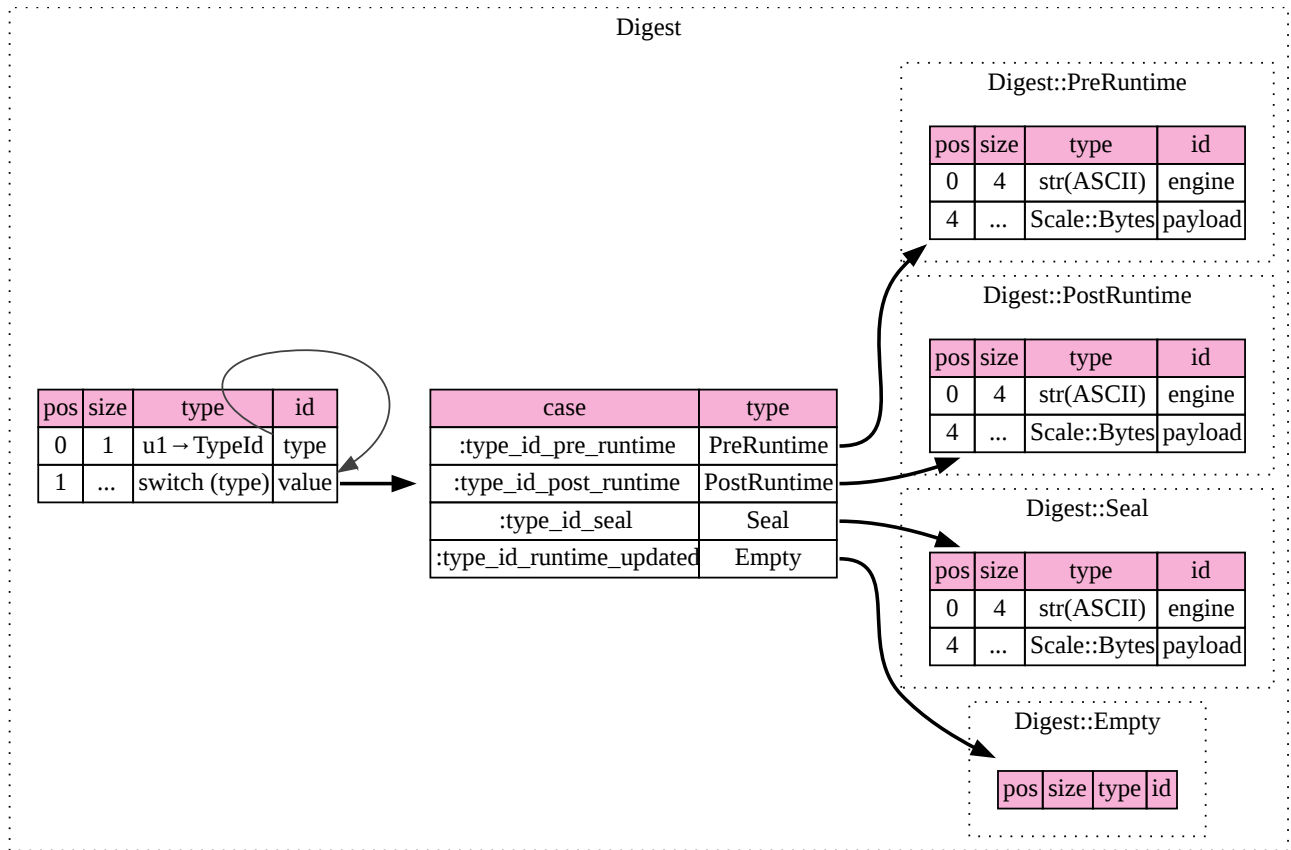 Digest
Digest::PreRuntime
pos size type id
0 4 str(ASCII) engine
4 ... Scale::Bytes payload
Digest::PostRuntime
pos size type id
0 4 str(ASCII) engine
4 ... Scale::Bytes payload
pos size type id
0 1 u1→TypeId type
1 ... switch (type) value
case type
:type_id_pre_runtime PreRuntime
:type_id_post_runtime PostRuntime
:type_id_seal Seal
:type_id_runtime_updated Empty
Digest::Seal
pos size type id
0 4 str(ASCII) engine
4 ... Scale::Bytes payload
Digest::Empty
pos size type id